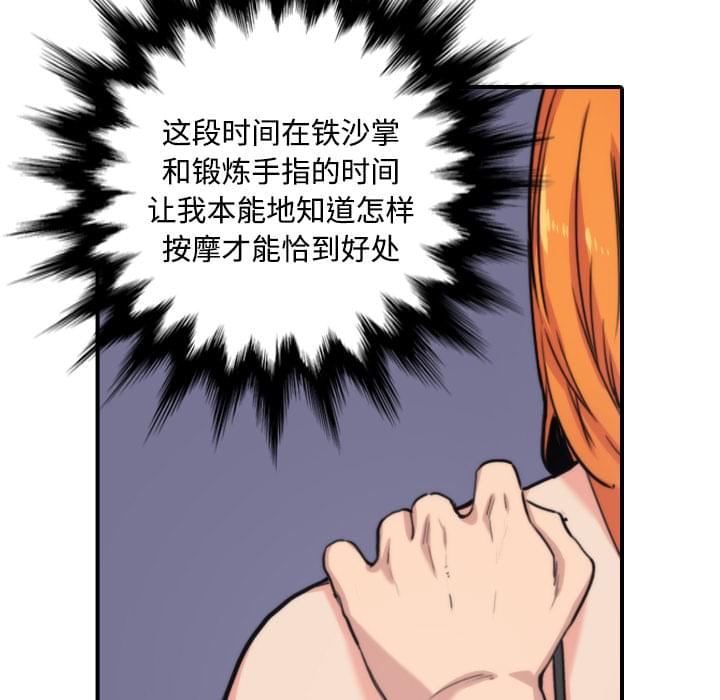 这段时间在铁沙掌
和锻炼手指的时间
让我本能地知道怎样
按摩才能恰到好处